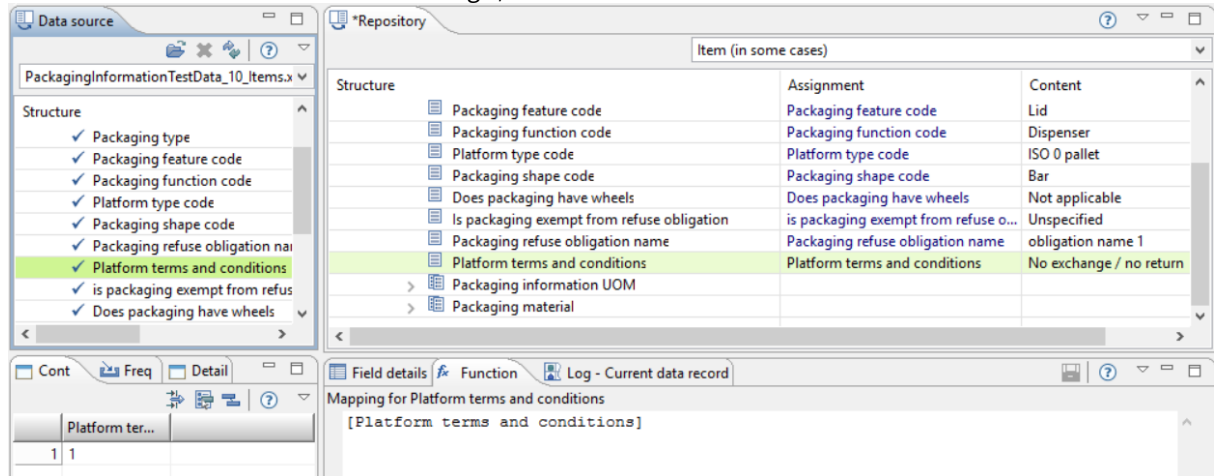 Data source
PackagingInformationTestData_10_Items.x
Structure
Packaging type
Packaging feature code
Packaging function code
Platform type code
Packaging shape code
Packaging refuse obligation nar
Platform terms and conditions
is packaging exempt from refus
Does packaging have wheels
*Repository
Item (in some cases)
Structure Assignment Content
Packaging feature code Packaging feature code Lid
Packaging function code Packaging function code Dispenser
Platform type code Platform type code ISO 0 pallet
Packaging shape code Packaging shape code Bar
Does packaging have wheels Does packaging have wheels Not applicable
Is packaging exempt from refuse obligation is packaging exempt from refuse o... Unspecified
Packaging refuse obligation name Packaging refuse obligation name obligation name 1
Platform terms and conditions Platform terms and conditions No exchange / no return
Packaging information UOM
Packaging material
Cont Freq Detail
Platform ter...
1 1
Field details fx Function Log - Current data record
Mapping for Platform terms and conditions
[Platform terms and conditions]